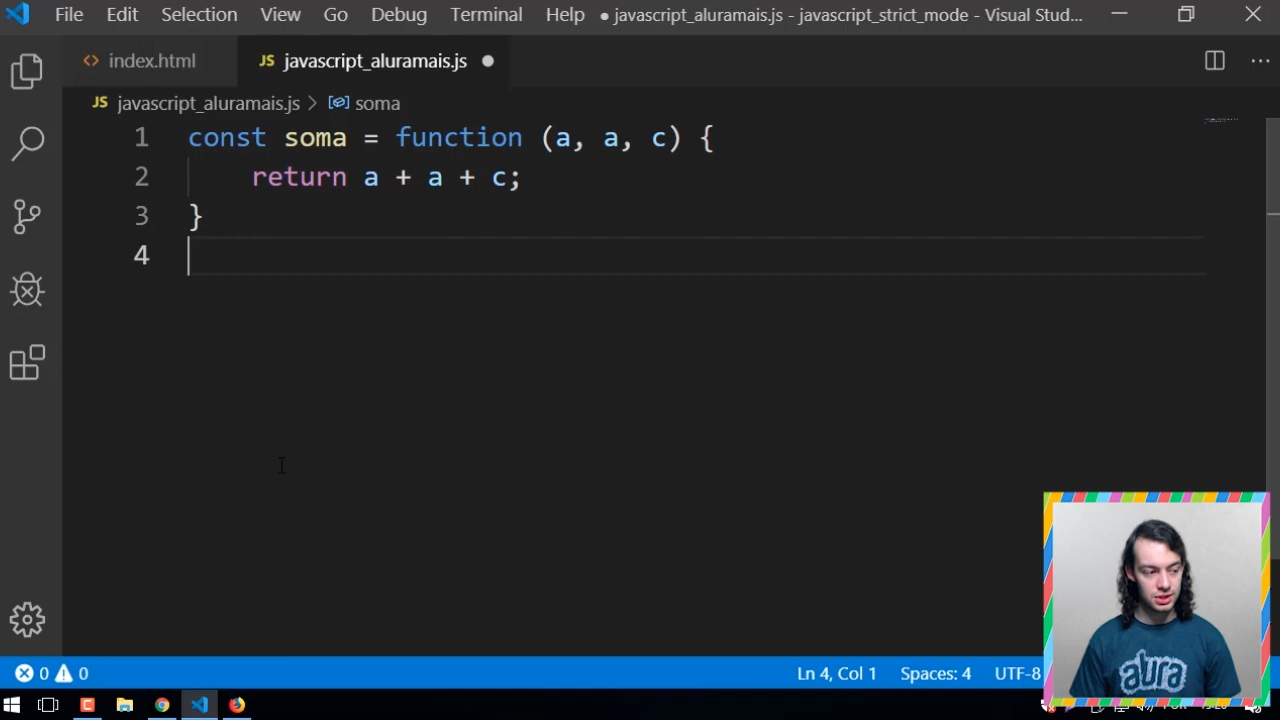 File Edit Selection View Go Debug Terminal Help ● javascript_aluramais.js - javascript_strict_mode - Visual Stud...
index.html JS javascript_aluramais.js
JS javascript_aluramais.js > soma
1 const soma = function (a, a, c) {
2 return a + a + c;
3 }
4
alura
0 0 Ln 4, Col 1 Spaces: 4 UTF-8